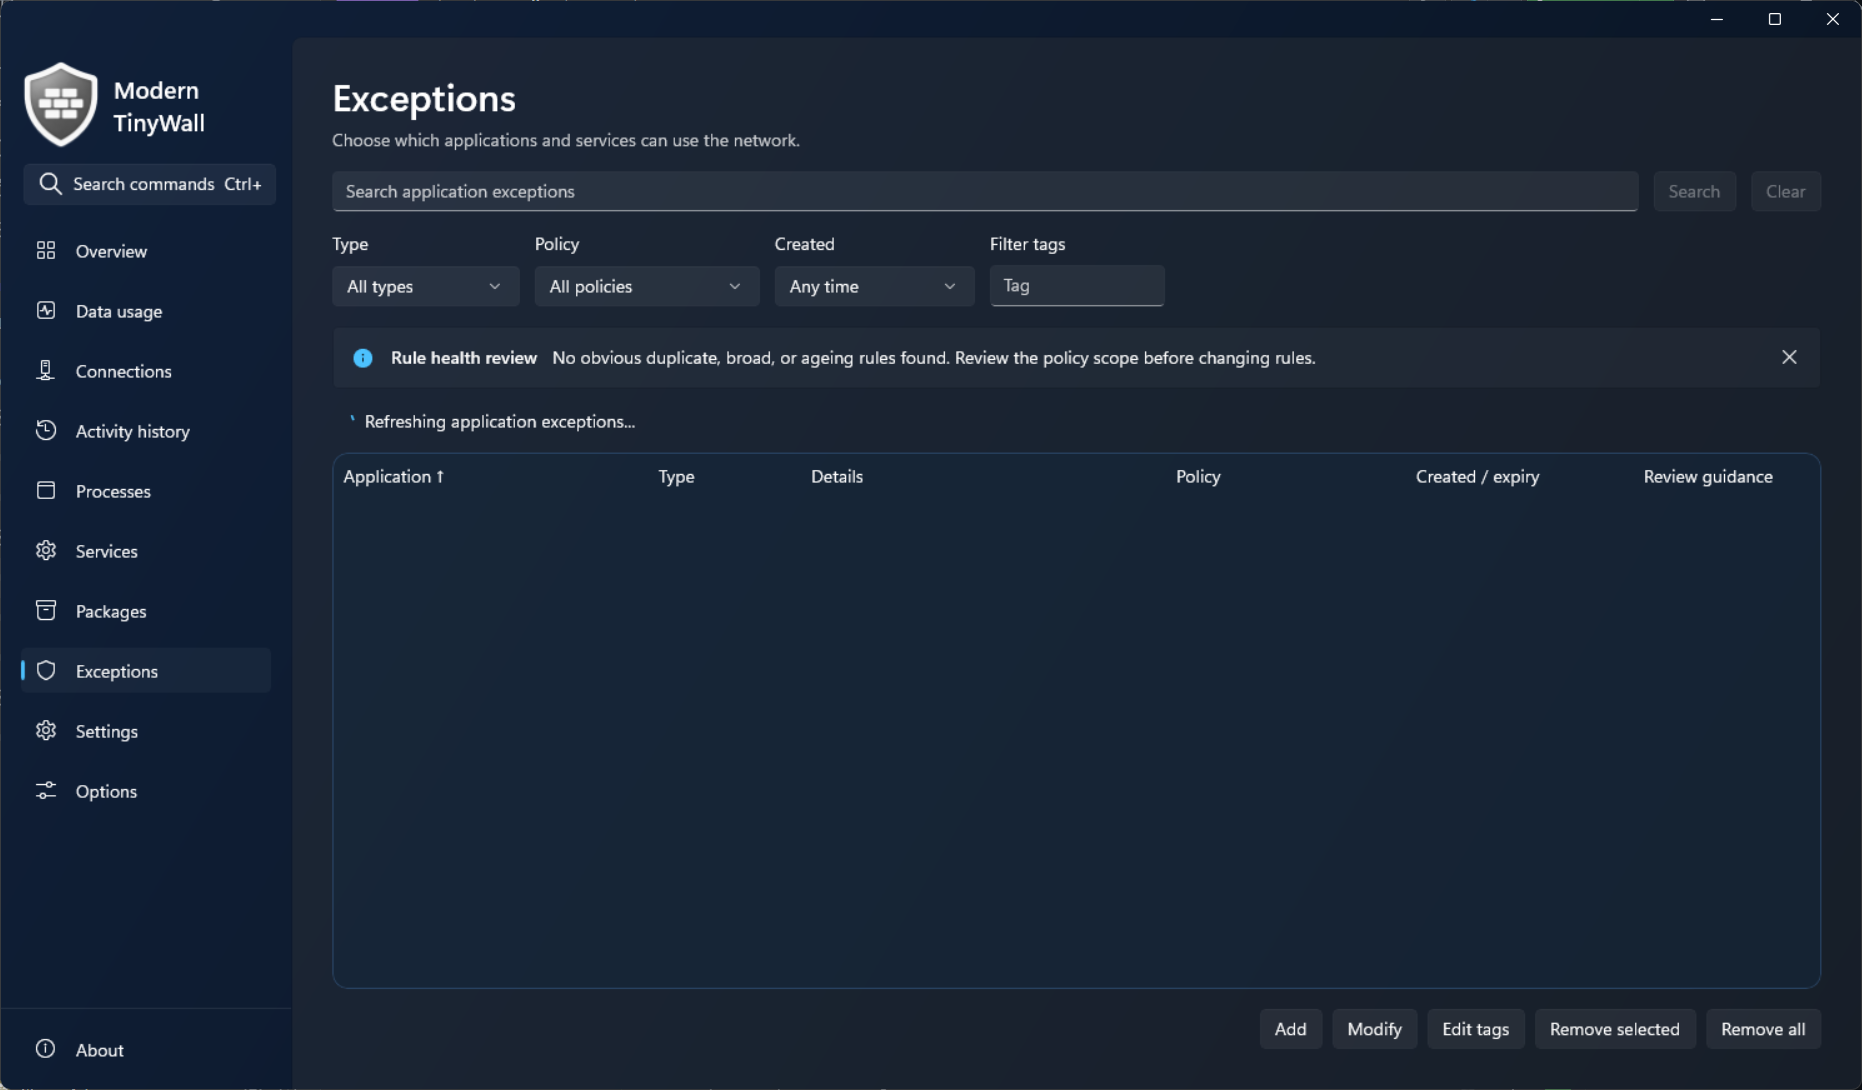 Modern
TinyWall
Search commands Ctrl+
Overview
Data usage
Connections
Activity history
Processes
Services
Packages
Exceptions
Settings
Options
About
Exceptions
Choose which applications and services can use the network.
Search application exceptions
Search
Clear
Type
Policy
Created
Filter tags
All types
All policies
Any time
Tag
Rule health review No obvious duplicate, broad, or ageing rules found. Review the policy scope before changing rules.
Refreshing application exceptions...
Application ↑
Type
Details
Policy
Created / expiry
Review guidance
Add
Modify
Edit tags
Remove selected
Remove all